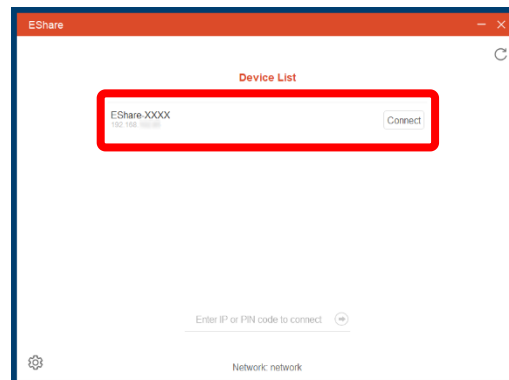 EShare
Device List
EShare-XXXX
Connect
192.168.
Enter IP or PIN code to connect
Network: network